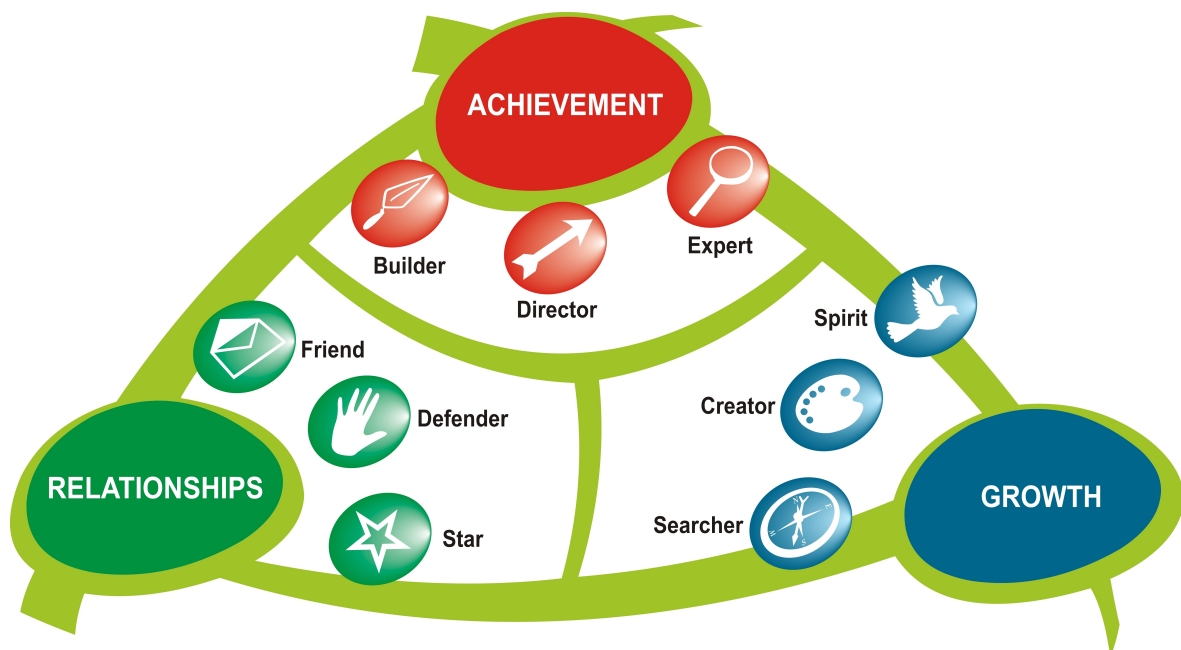 ACHIEVEMENT
Builder
Director
Expert
Friend
Defender
Star
RELATIONSHIPS
Spirit
Creator
Searcher
GROWTH
N
E
S
W